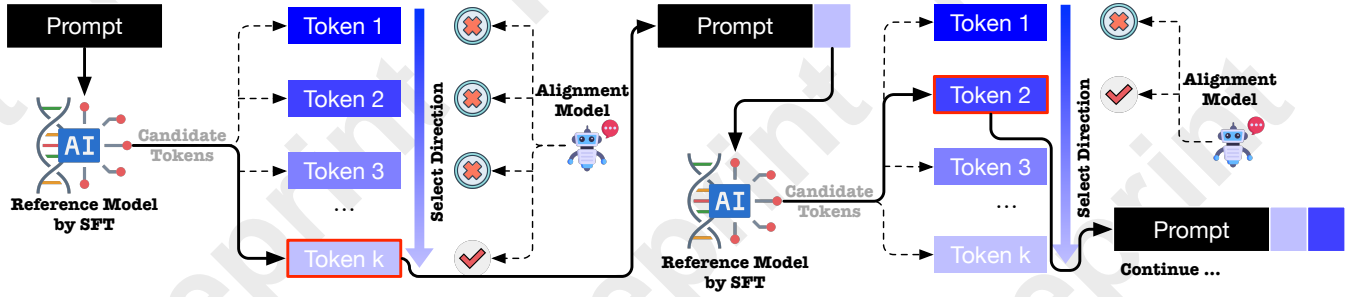 Prompt
AI
Reference Model
by SFT
Candidate
Tokens
Token 1
Token 2
Token 3
...
Token k
Select Direction
Alignment
Model
Prompt
AI
Reference Model
by SFT
Candidate
Tokens
Token 1
Token 2
Token 3
...
Token k
Select Direction
Alignment
Model
Prompt
Continue ...